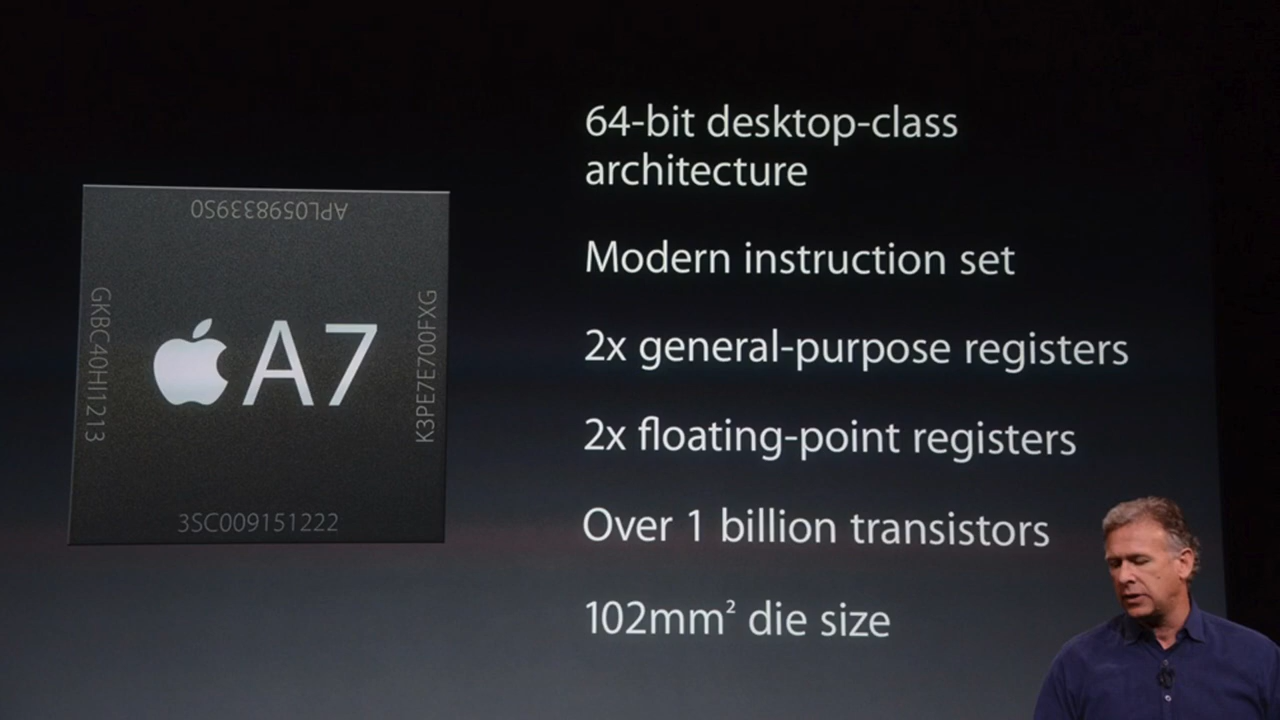 APL0598339S0
GKBC40HI1213
A7
K3PE7E700FXG
3SC009151222
64-bit desktop-class
architecture
Modern instruction set
2x general-purpose registers
2x floating-point registers
Over 1 billion transistors
102mm² die size